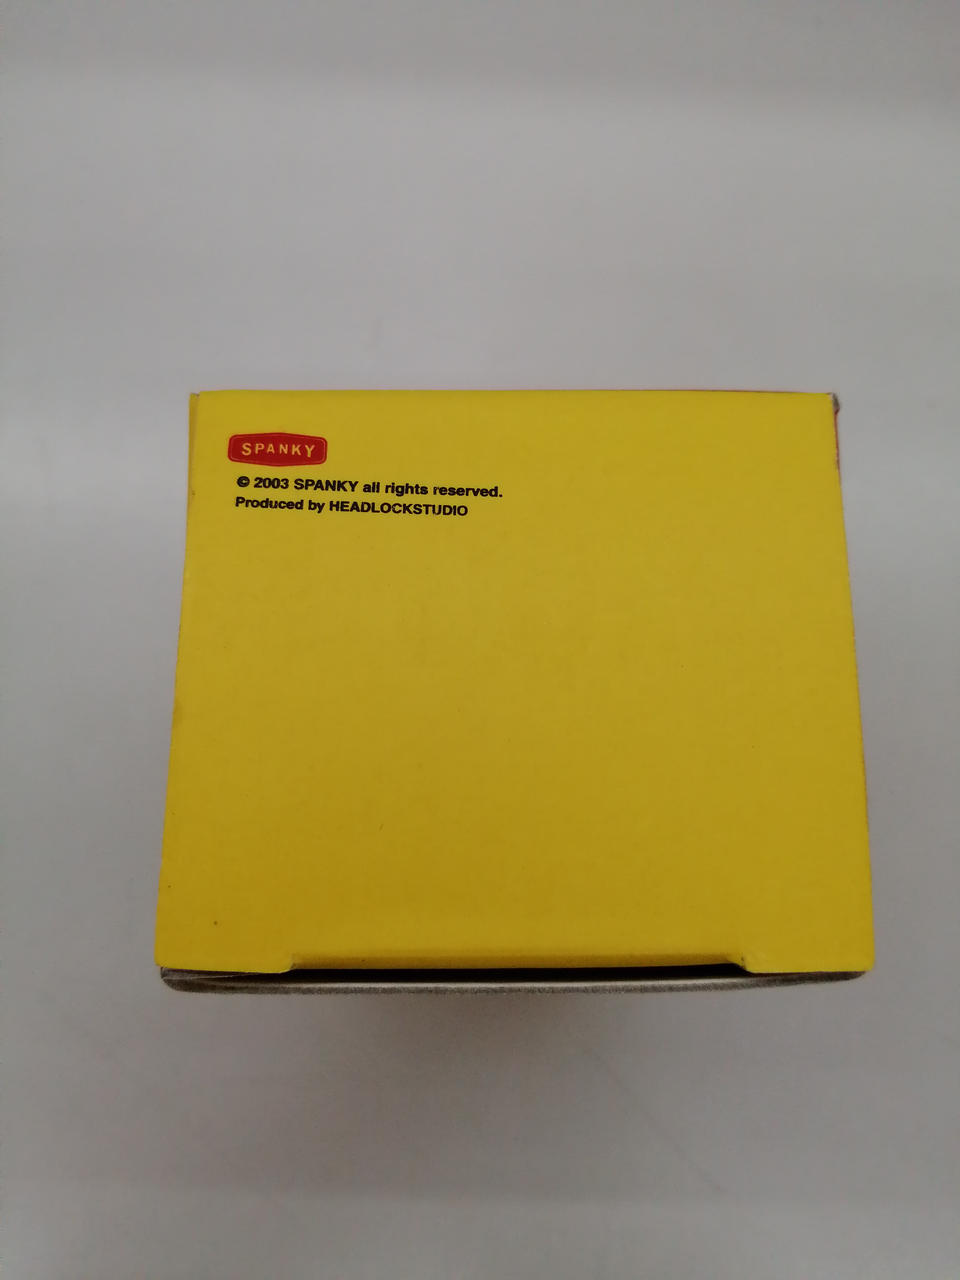 SPANKY
© 2003 SPANKY all rights reserved.
Produced by HEADLOCKSTUDIO